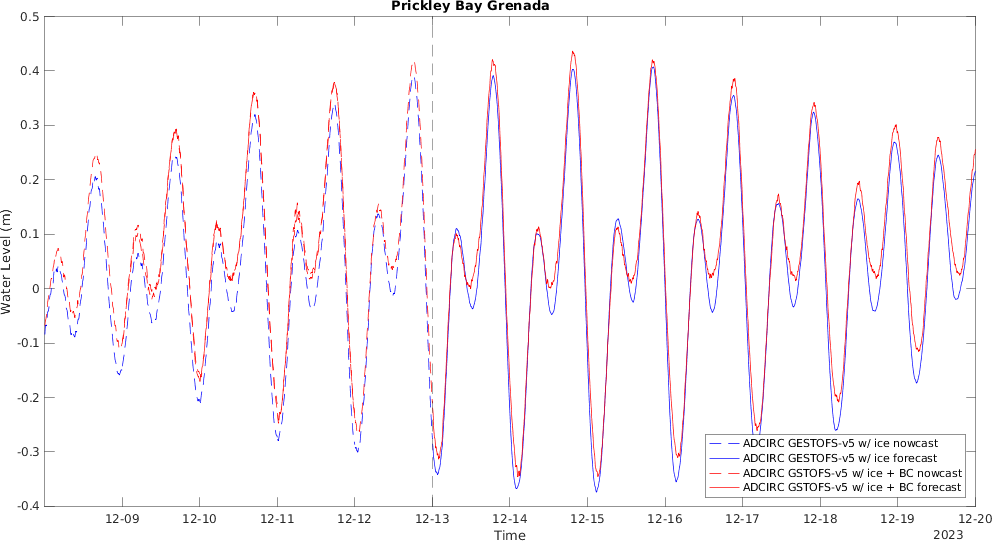 Prickley Bay Grenada
0.5
0.4
0.3
0.2
0.1
0
-0.1
-0.2
-0.3
-0.4
Water Level (m)
ADCIRC GESTOFS-v5 w/ ice nowcast
ADCIRC GESTOFS-v5 w/ ice forecast
ADCIRC GSTOFS-v5 w/ ice + BC nowcast
ADCIRC GSTOFS-v5 w/ ice + BC forecast
12-09 12-10 12-11 12-12 12-13 12-14 12-15 12-16 12-17 12-18 12-19 12-20
Time
2023